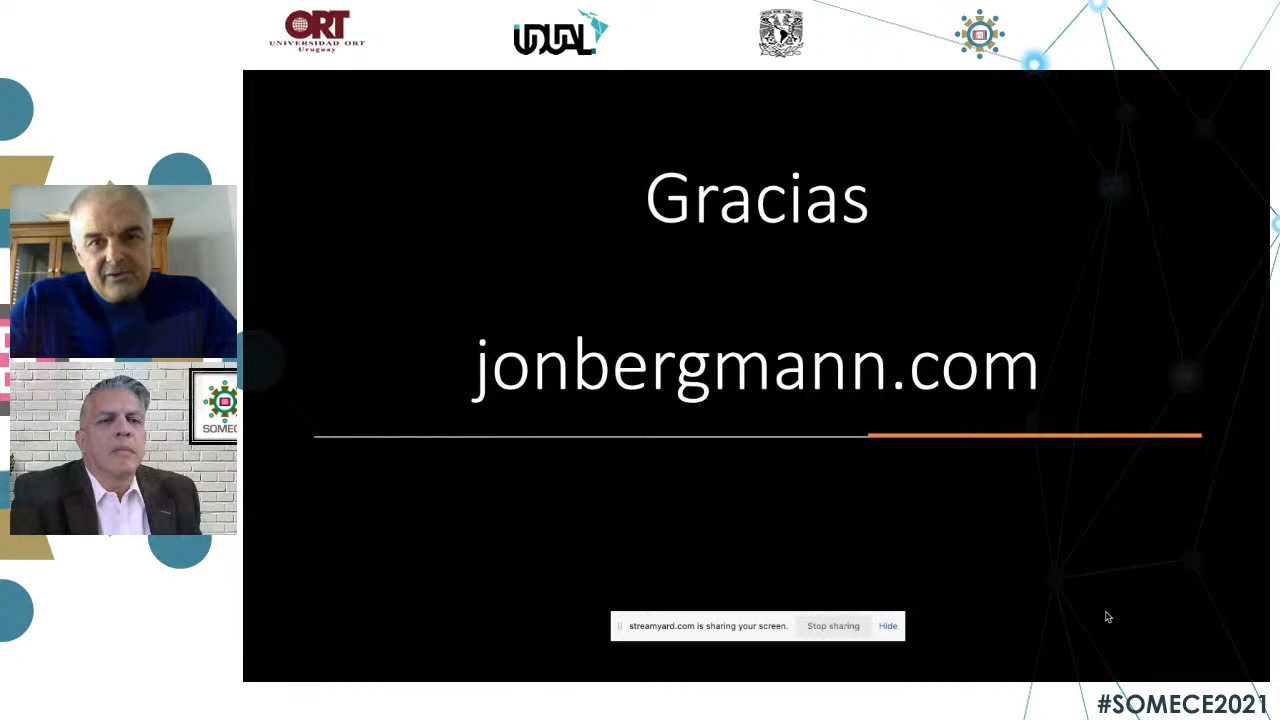 ORT
UNIVERSIDAD ORT
Uruguay
UDUAL
Gracias
jonbergmann.com
SOMEC
streamyard.com is sharing your screen.
Stop sharing
Hide
#SOMECE2021